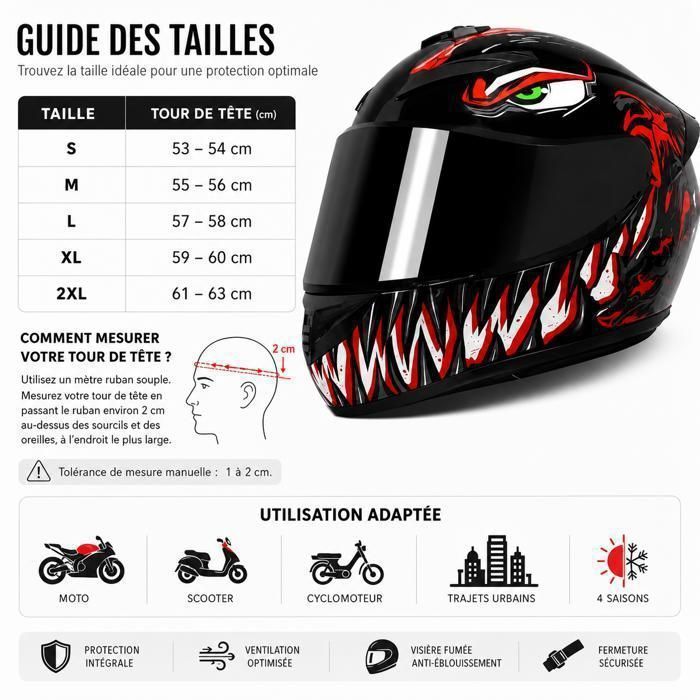 GUIDE DES TAILLES
Trouvez la taille idéale pour une protection optimale
TAILLE TOUR DE TÊTE (cm)
S 53 – 54 cm
M 55 – 56 cm
L 57 – 58 cm
XL 59 – 60 cm
2XL 61 – 63 cm
COMMENT MESURER
VOTRE TOUR DE TÊTE ?
Utilisez un mètre ruban souple.
Mesurez votre tour de tête en
passant le ruban environ 2 cm
au-dessus des sourcils et des
oreilles, à l'endroit le plus large.
2 cm
Tolérance de mesure manuelle : 1 à 2 cm.
UTILISATION ADAPTÉE
MOTO
SCOOTER
CYCLOMOTEUR
TRAJETS URBAINS
4 SAISONS
PROTECTION
INTÉGRALE
VENTILATION
OPTIMISÉE
VISIÈRE FUMÉE
ANTI-ÉBLOUISSEMENT
FERMETURE
SÉCURISÉE